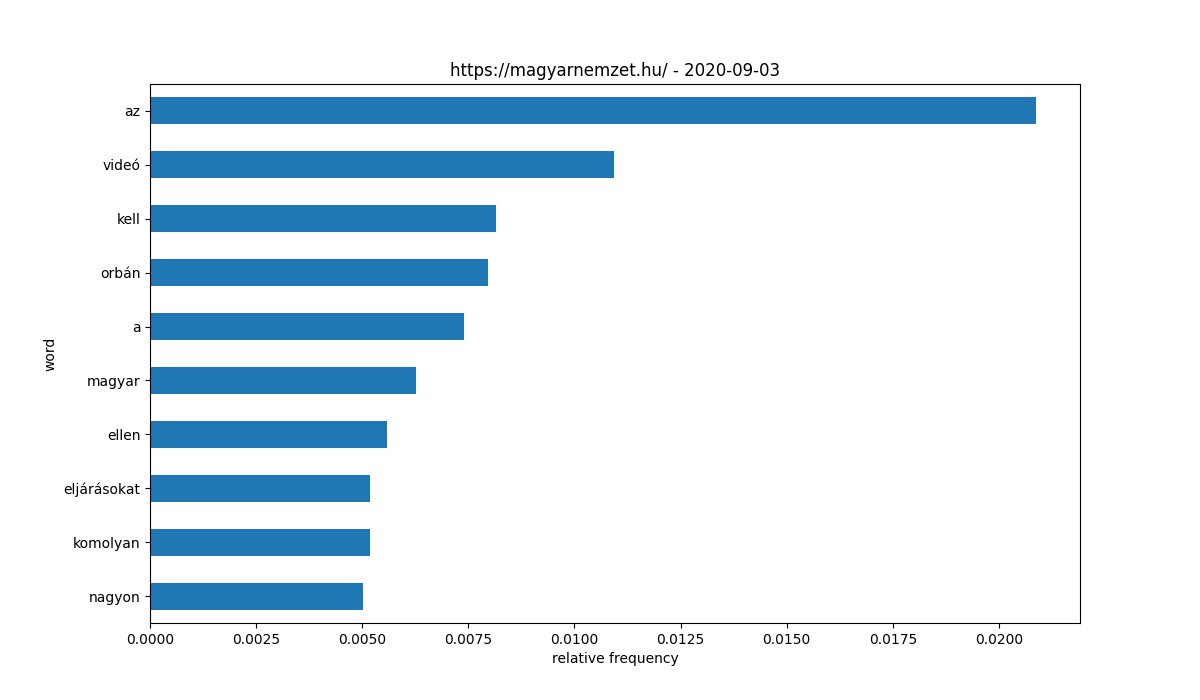 https://magyarnemzet.hu/ - 2020-09-03
az
videó
kell
orbán
a
magyar
ellen
eljárásokat
komolyan
nagyon
word
0.0000 0.0025 0.0050 0.0075 0.0100 0.0125 0.0150 0.0175 0.0200
relative frequency